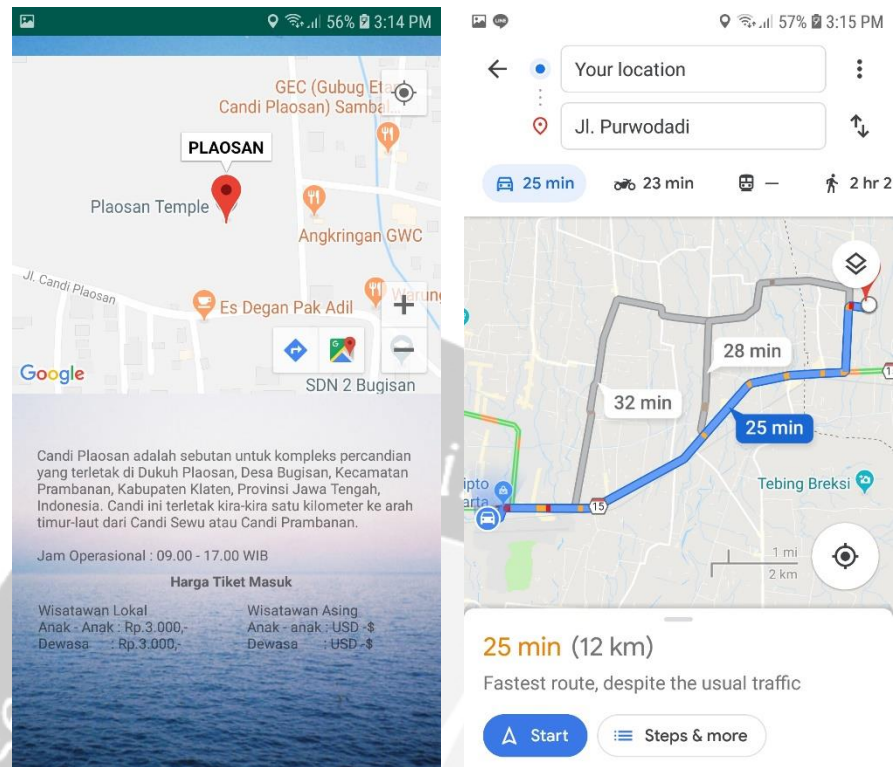 56% 3:14 PM
GEC (Gubug
Candi Plaosan) Sambal
PLAOSAN
Plaosan Temple
Angkringan GWC
Jl. Candi Plaosan
Es Degan Pak Adil
Warung
Google
SDN 2 Bugisan
Candi Plaosan adalah sebutan untuk kompleks percandian
yang terletak di Dukuh Plaosan, Desa Bugisan, Kecamatan
Prambanan, Kabupaten Klaten, Provinsi Jawa Tengah,
Indonesia. Candi ini terletak kira-kira satu kilometer ke arah
timur-laut dari Candi Sewu atau Candi Prambanan.
Jam Operasional : 09.00 - 17.00 WIB
Harga Tiket Masuk
Wisatawan Lokal Wisatawan Asing
Anak - Anak : Rp.3.000,- Anak - anak : USD -$
Dewasa : Rp.3.000,- Dewasa : USD -$
LINE 57% 3:15 PM
Your location
Jl. Purwodadi
25 min 23 min — 2 hr 2
28 min
32 min
25 min
ipto
arta
15
1
Tebing Breksi
1 mi
2 km
25 min (12 km)
Fastest route, despite the usual traffic
Start Steps & more